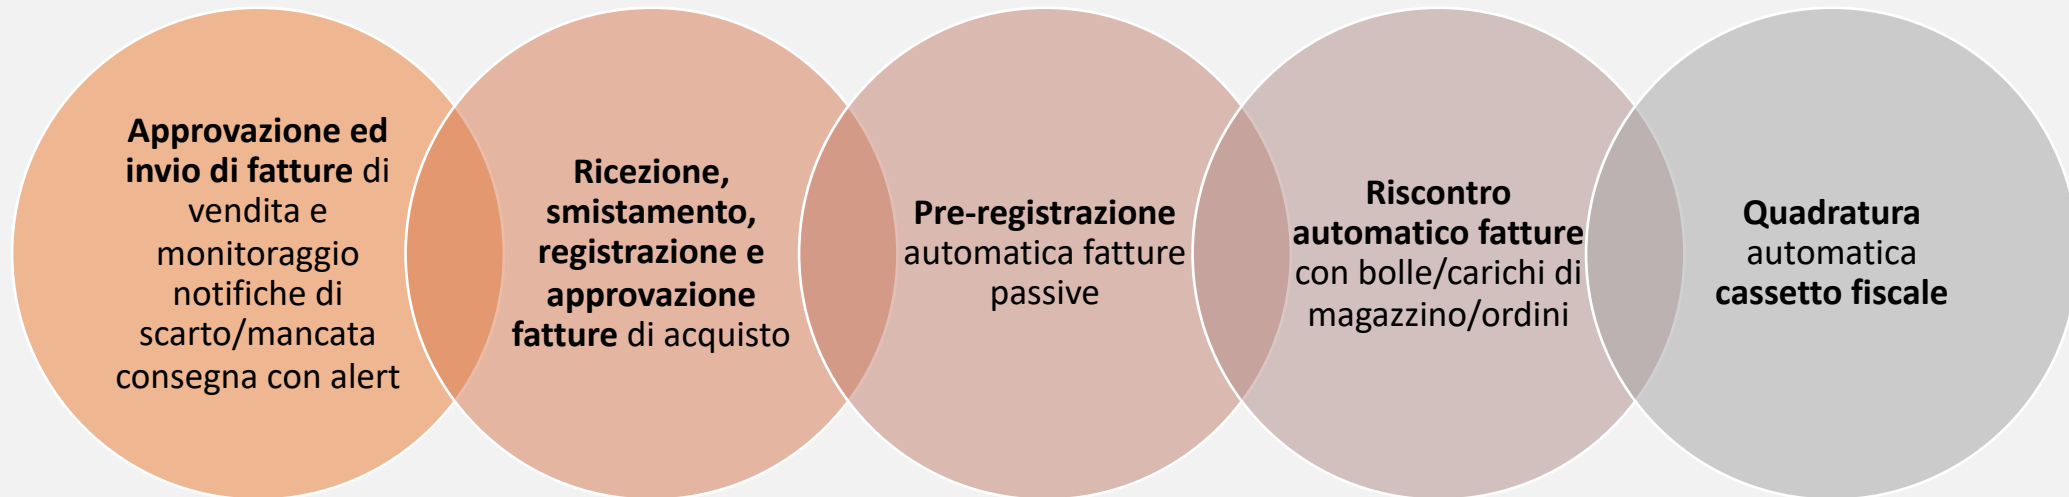 Approvazione ed
invio di fatture di
vendita e
monitoraggio
notifiche di
scarto/mancata
consegna con alert
Ricezione,
smistamento,
registrazione e
approvazione
fatture di acquisto
Pre-registrazione
automatica fatture
passive
Riscontro
automatico fatture
con bolle/carichi di
magazzino/ordini
Quadratura
automatica
cassetto fiscale